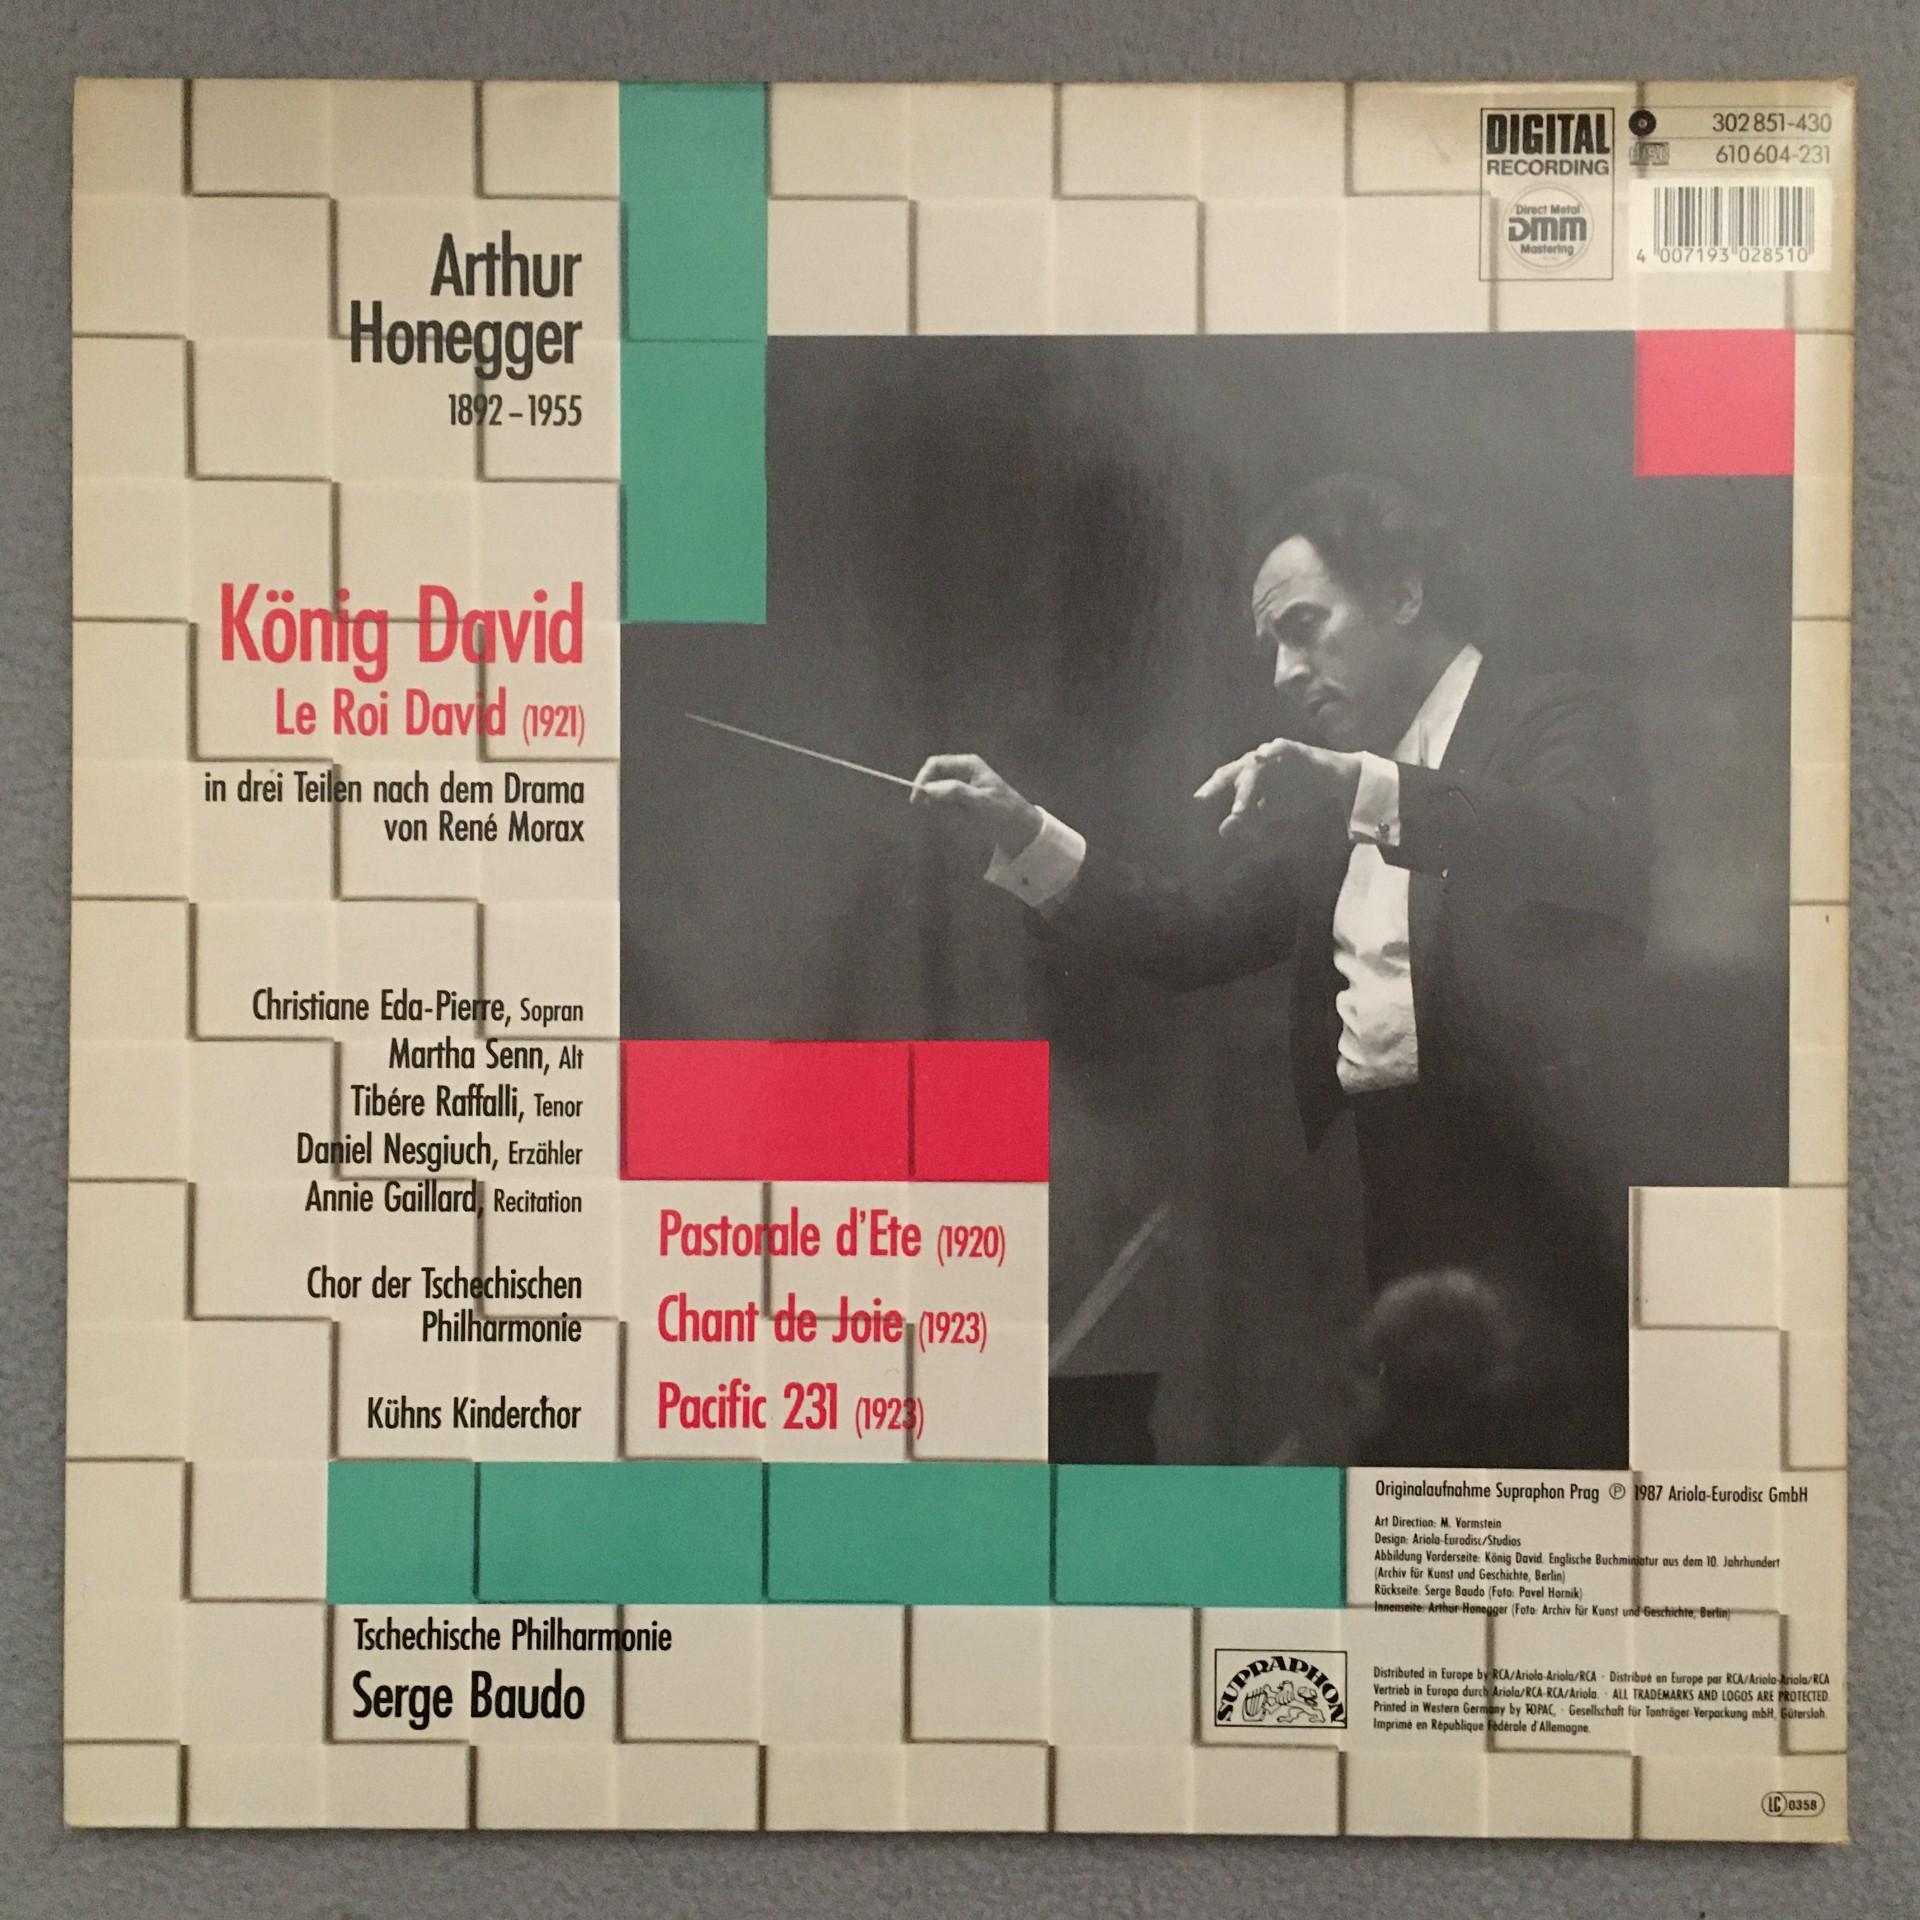 DIGITAL
RECORDING
Direct Metal
DMM
Mastering
302 851-430
610 604-231
4 007193 028510
Arthur
Honegger
1892 – 1955
König David
Le Roi David (1921)
in drei Teilen nach dem Drama
von René Morax
Christiane Eda-Pierre, Sopran
Martha Senn, Alt
Tibére Raffalli, Tenor
Daniel Nesgiuch, Erzähler
Annie Gaillard, Recitation
Chor der Tschechischen
Philharmonie
Kühns Kinderchor
Pastorale d'Ete (1920)
Chant de Joie (1923)
Pacific 231 (1923)
Tschechische Philharmonie
Serge Baudo
Originalaufnahme Supraphon Prag Ⓟ 1987 Ariola-Eurodisc GmbH
Art Direction: M. Vormstein
Design: Ariola-Eurodisc/Studios
Abbildung Vorderseite: König David. Englische Buchminiatur aus dem 10. Jahrhundert
(Archiv für Kunst und Geschichte, Berlin)
Rückseite: Serge Baudo (Foto: Pavel Hornik)
Innenseite: Arthur Honegger (Foto: Archiv für Kunst und Geschichte, Berlin)
SUPRAPHON
Distributed in Europe by RCA/Ariola-Ariola/RCA · Distribué en Europe par RCA/Ariola-Ariola/RCA
Vertrieb in Europa durch Ariola/RCA-RCA/Ariola. · ALL TRADEMARKS AND LOGOS ARE PROTECTED.
Printed in Western Germany by TOPAC, · Gesellschaft für Tonträger-Verpackung mbH, Gütersloh.
Imprimé en République Fédérale d'Allemagne.
LC 0358